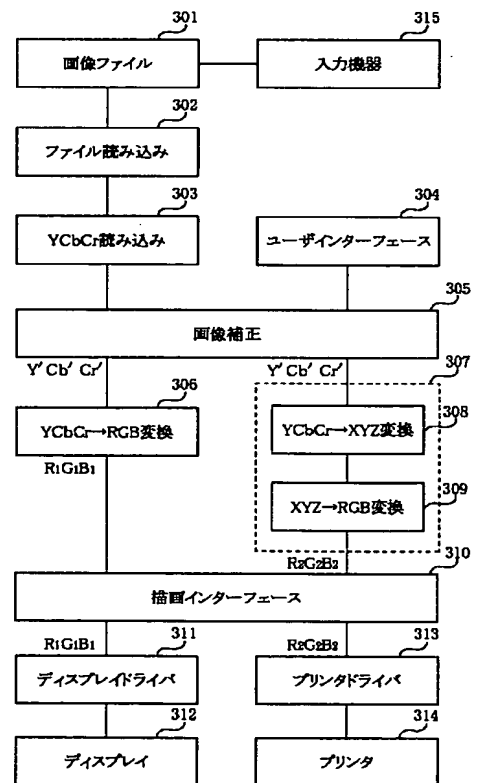 301
315
画像ファイル
入力機器
302
ファイル読み込み
303
304
YCbCr読み込み
ユーザインターフェース
305
画像補正
Y' Cb' Cr'
Y' Cb' Cr'
307
306
308
YCbCr→RGB変換
YCbCr→XYZ変換
R1G1B1
309
XYZ→RGB変換
R2G2B2
310
描画インターフェース
R1G1B1
311
R2G2B2
313
ディスプレイドライバ
プリンタドライバ
312
314
ディスプレイ
プリンタ